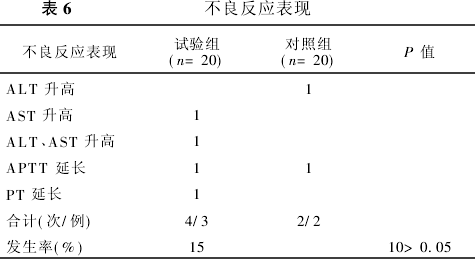 表 6 不良反应表现
不良反应表现 试验组 (n= 20) 对照组 (n= 20) P 值
ALT 升高 1
AST 升高 1
ALT、AST 升高 1
APTT 延长 1 1
PT 延长 1
合计(次/例) 4/3 2/2
发生率(%) 15 10> 0.05